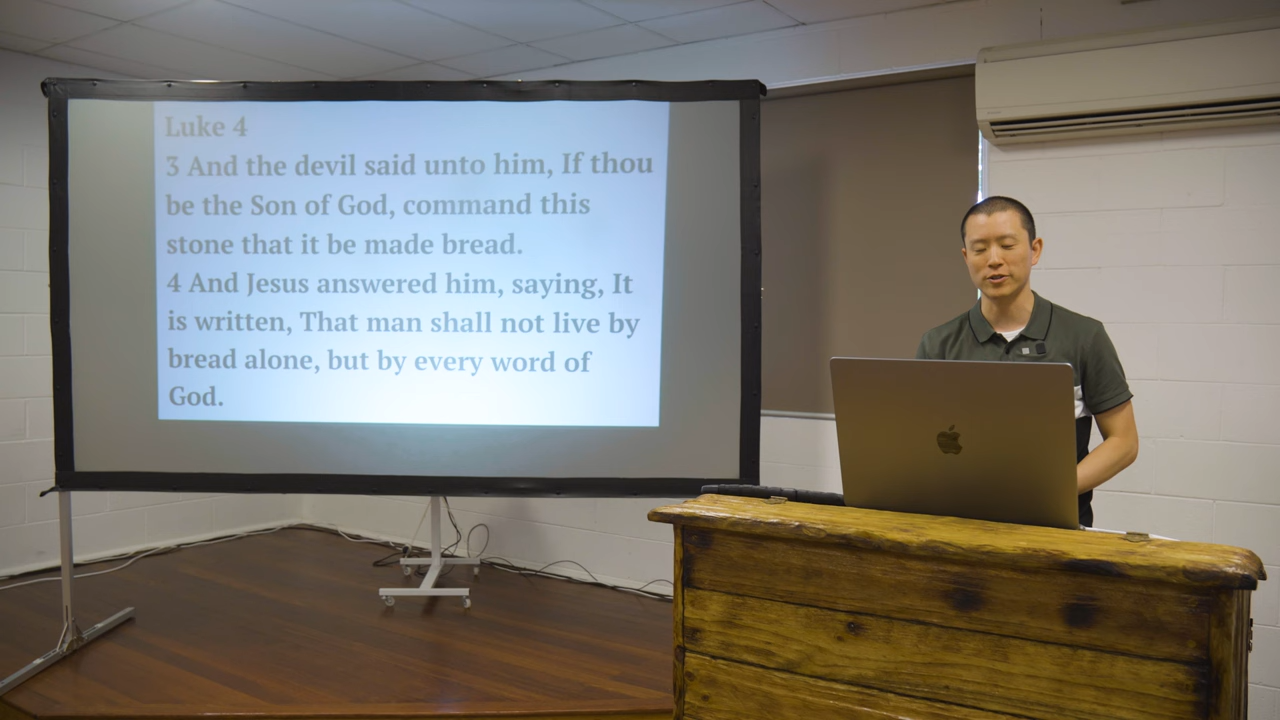 Luke 4
3 And the devil said unto him, If thou
be the Son of God, command this
stone that it be made bread.
4 And Jesus answered him, saying, It
is written, That man shall not live by
bread alone, but by every word of
God.